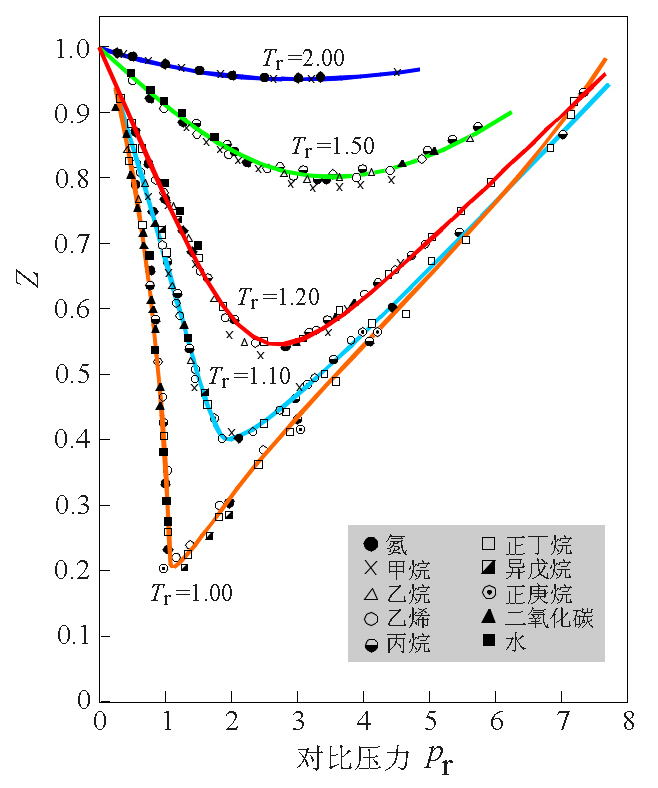 1.0
0.9
0.8
0.7
0.6
0.5
0.4
0.3
0.2
0.1
0
Z
Tr=2.00
Tr=1.50
Tr=1.20
Tr=1.10
Tr=1.00
氮
甲烷
乙烷
乙烯
丙烷
正丁烷
异戊烷
正庚烷
二氧化碳
水
0 1 2 3 4 5 6 7 8
对比压力 pr